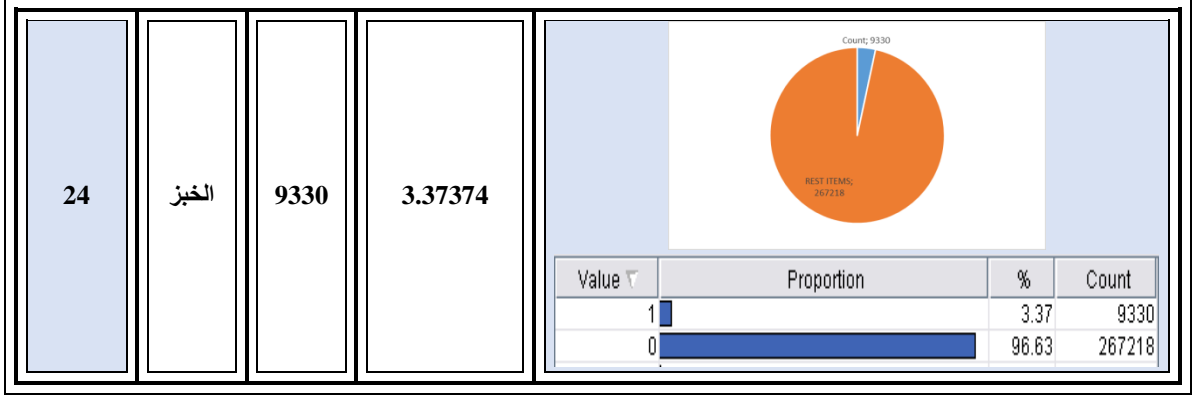 24
الخبز
9330
3.37374
Count; 9330
REST ITEMS;
267218
Value Proportion % Count
1 3.37 9330
0 96.63 267218